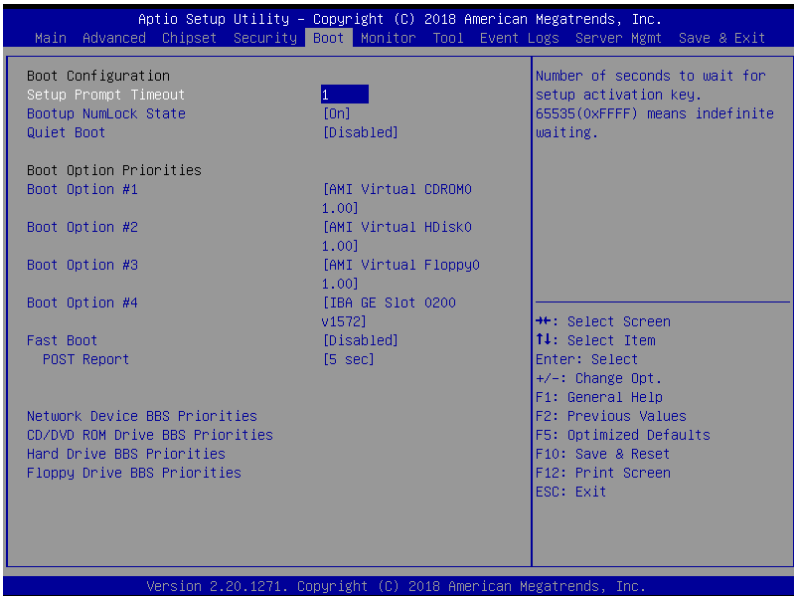 Aptio Setup Utility – Copyright (C) 2018 American Megatrends, Inc.
Main Advanced Chipset Security Boot Monitor Tool Event Logs Server Mgmt Save & Exit
Boot Configuration
Setup Prompt Timeout 1
Bootup NumLock State [On]
Quiet Boot [Disabled]
Boot Option Priorities
Boot Option #1 [AMI Virtual CDROM0
1.00]
Boot Option #2 [AMI Virtual HDisk0
1.00]
Boot Option #3 [AMI Virtual Floppy0
1.00]
Boot Option #4 [IBA GE Slot 0200
v1572]
Fast Boot [Disabled]
POST Report [5 sec]
Network Device BBS Priorities
CD/DVD ROM Drive BBS Priorities
Hard Drive BBS Priorities
Floppy Drive BBS Priorities
Number of seconds to wait for
setup activation key.
65535(0xFFFF) means indefinite
waiting.
→←: Select Screen
↑↓: Select Item
Enter: Select
+/-: Change Opt.
F1: General Help
F2: Previous Values
F5: Optimized Defaults
F10: Save & Reset
F12: Print Screen
ESC: Exit
Version 2.20.1271. Copyright (C) 2018 American Megatrends, Inc.